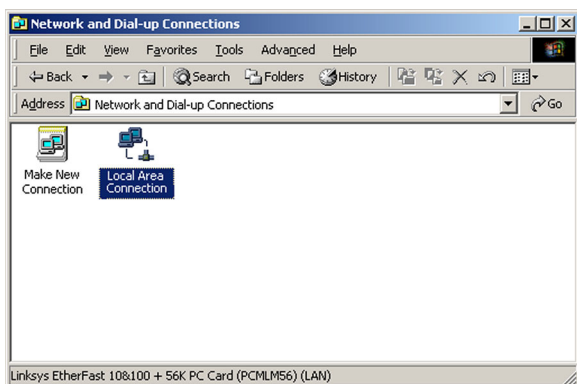 Network and Dial-up Connections
File Edit View Favorites Tools Advanced Help
Back Search Folders History
Address Network and Dial-up Connections Go
Make New Connection
Local Area Connection
Linksys EtherFast 10&100 + 56K PC Card (PCMLM56) (LAN)